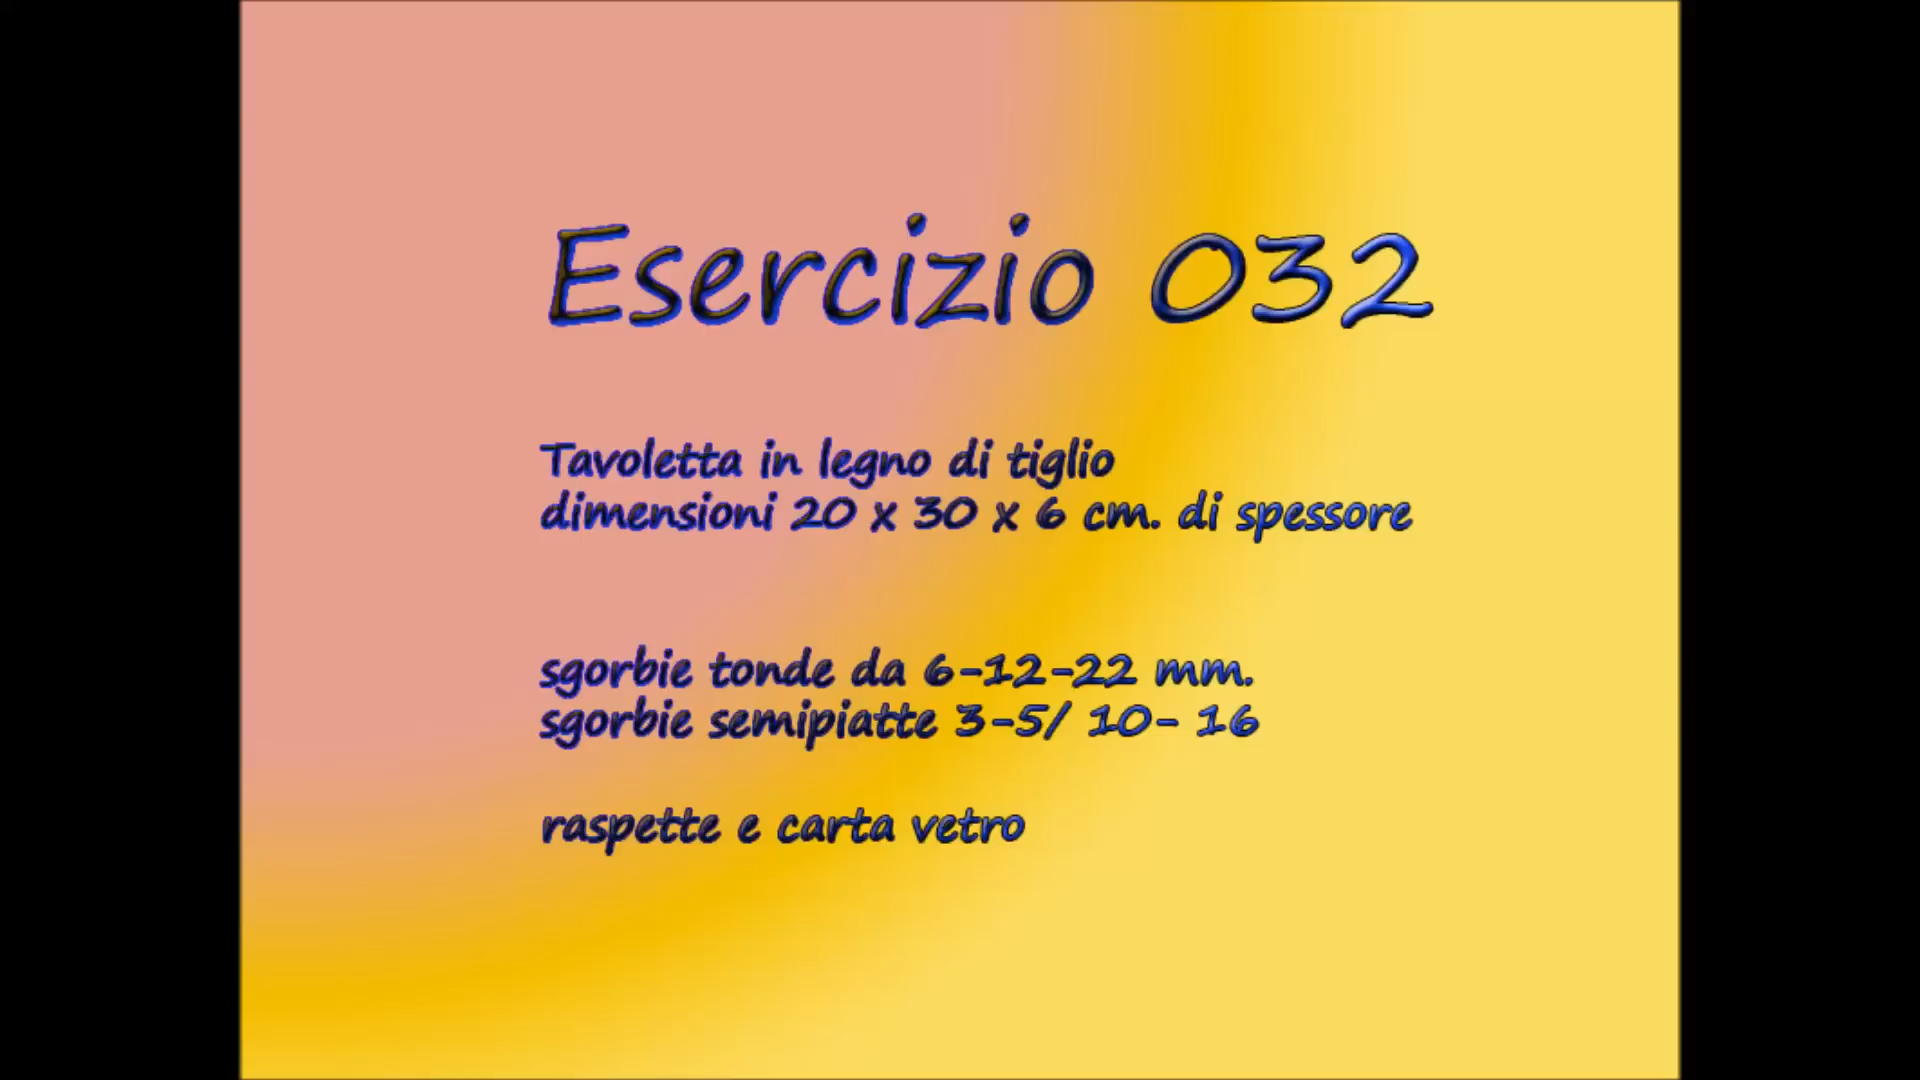 Esercizio 032
Tavoletta in legno di tiglio
dimensioni 20 x 30 x 6 cm. di spessore
sgorbie tonde da 6-12-22 mm.
sgorbie semipiatte 3-5/ 10- 16
raspette e carta vetro